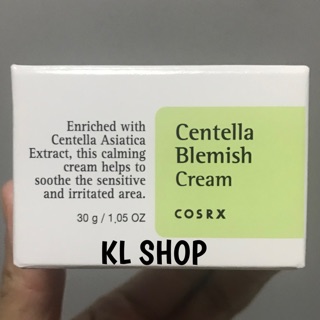 Enriched with
Centella Asiatica
Extract, this calming
cream helps to
soothe the sensitive
and irritated area.
30 g / 1.05 OZ
Centella
Blemish
Cream
COSRX
KL SHOP